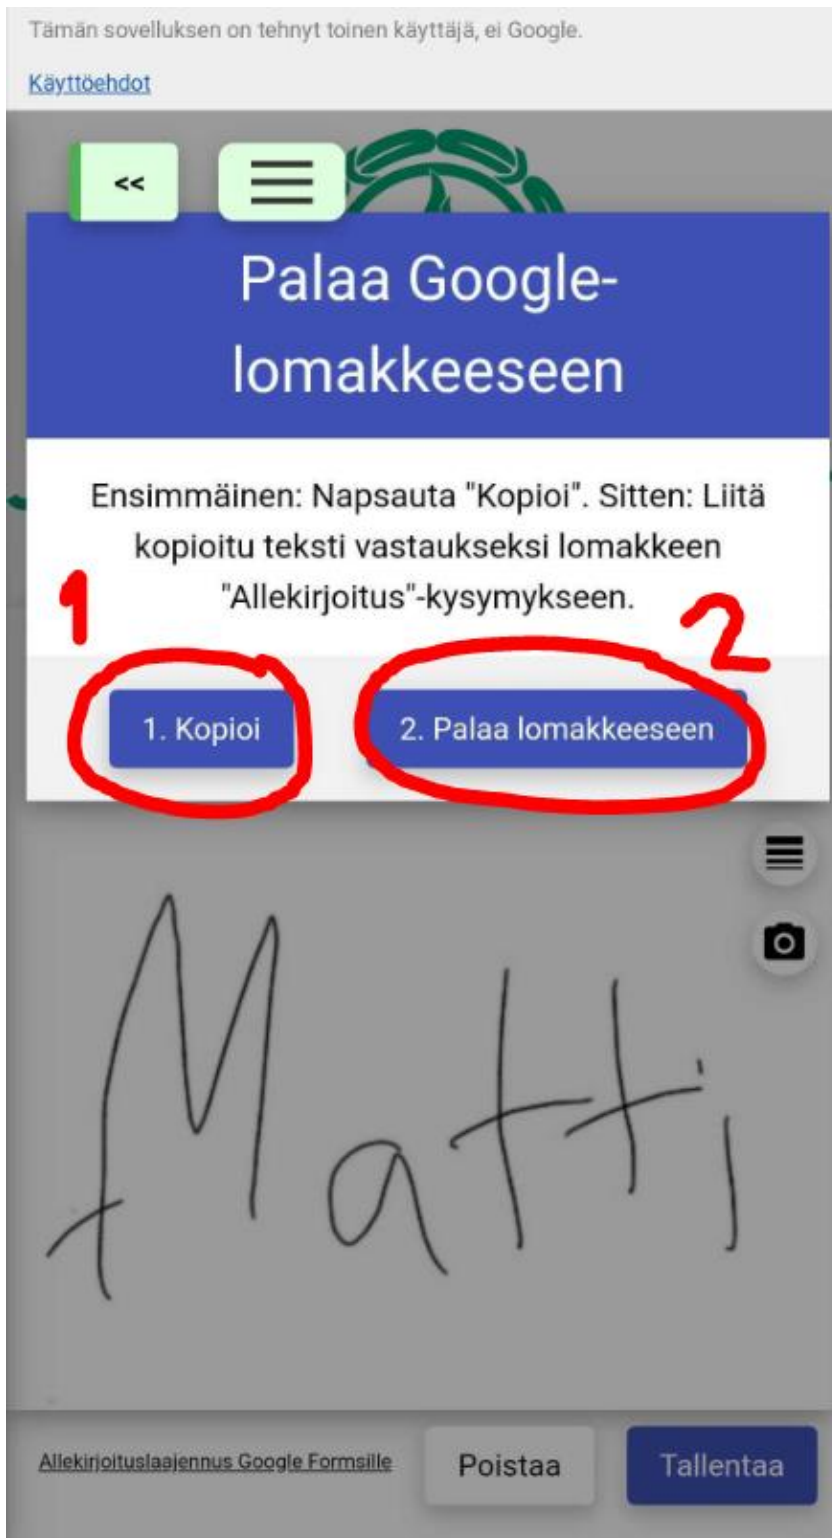 Tämän sovelluksen on tehnyt toinen käyttäjä, ei Google.
Käyttöehdot
<<
Palaa Google-
lomakkeeseen
Ensimmäinen: Napsauta "Kopioi". Sitten: Liitä
kopioitu teksti vastaukseksi lomakkeen
"Allekirjoitus"-kysymykseen.
1 2
1. Kopioi 2. Palaa lomakkeeseen
Matti
Allekirjoituslaajennus Google Formsille Poistaa Tallentaa